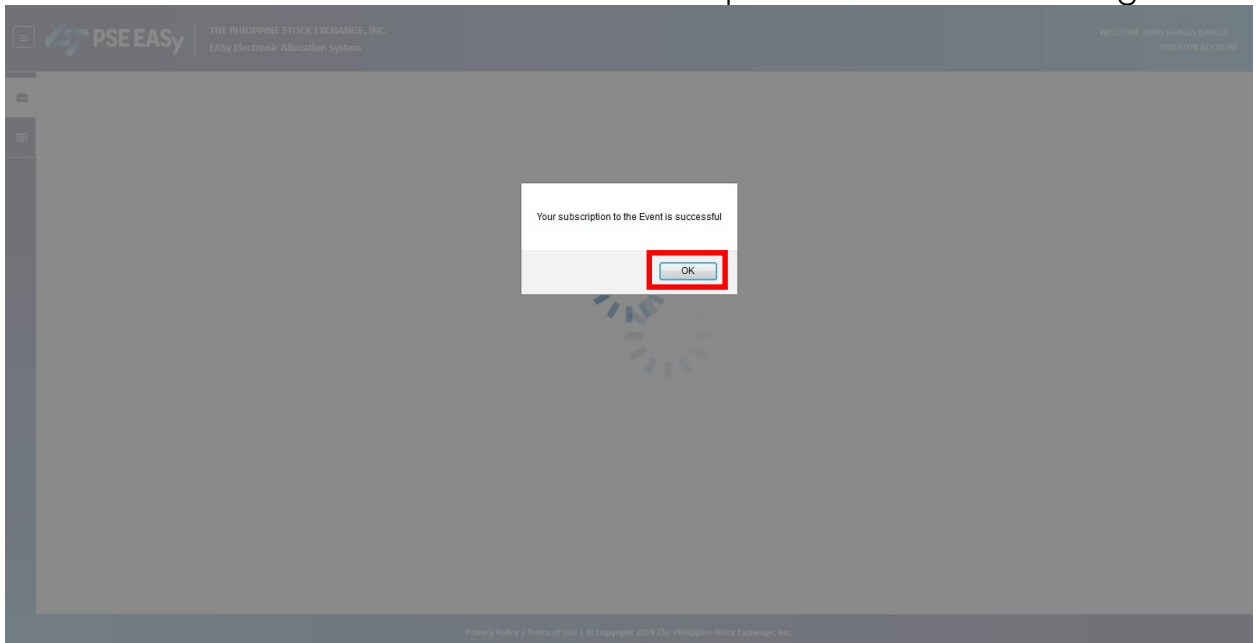 PSE EASy
THE PHILIPPINE STOCK EXCHANGE, INC.
EASy Electronic Allocation System
WELCOME JOHN GARCIA GARCIA
INVESTOR ACCOUNT
Your subscription to the Event is successful
OK
Privacy Policy | Terms of Use | © Copyright 2018 The Philippine Stock Exchange, Inc.